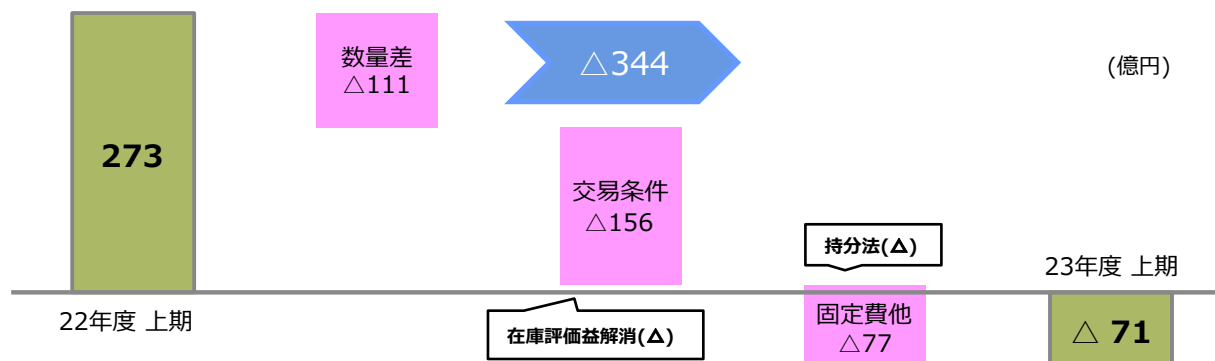 数量差
△111
△344
(億円)
273
交易条件
△156
持分法(Δ)
23年度 上期
22年度 上期
在庫評価益解消(Δ)
固定費他
△77
△ 71